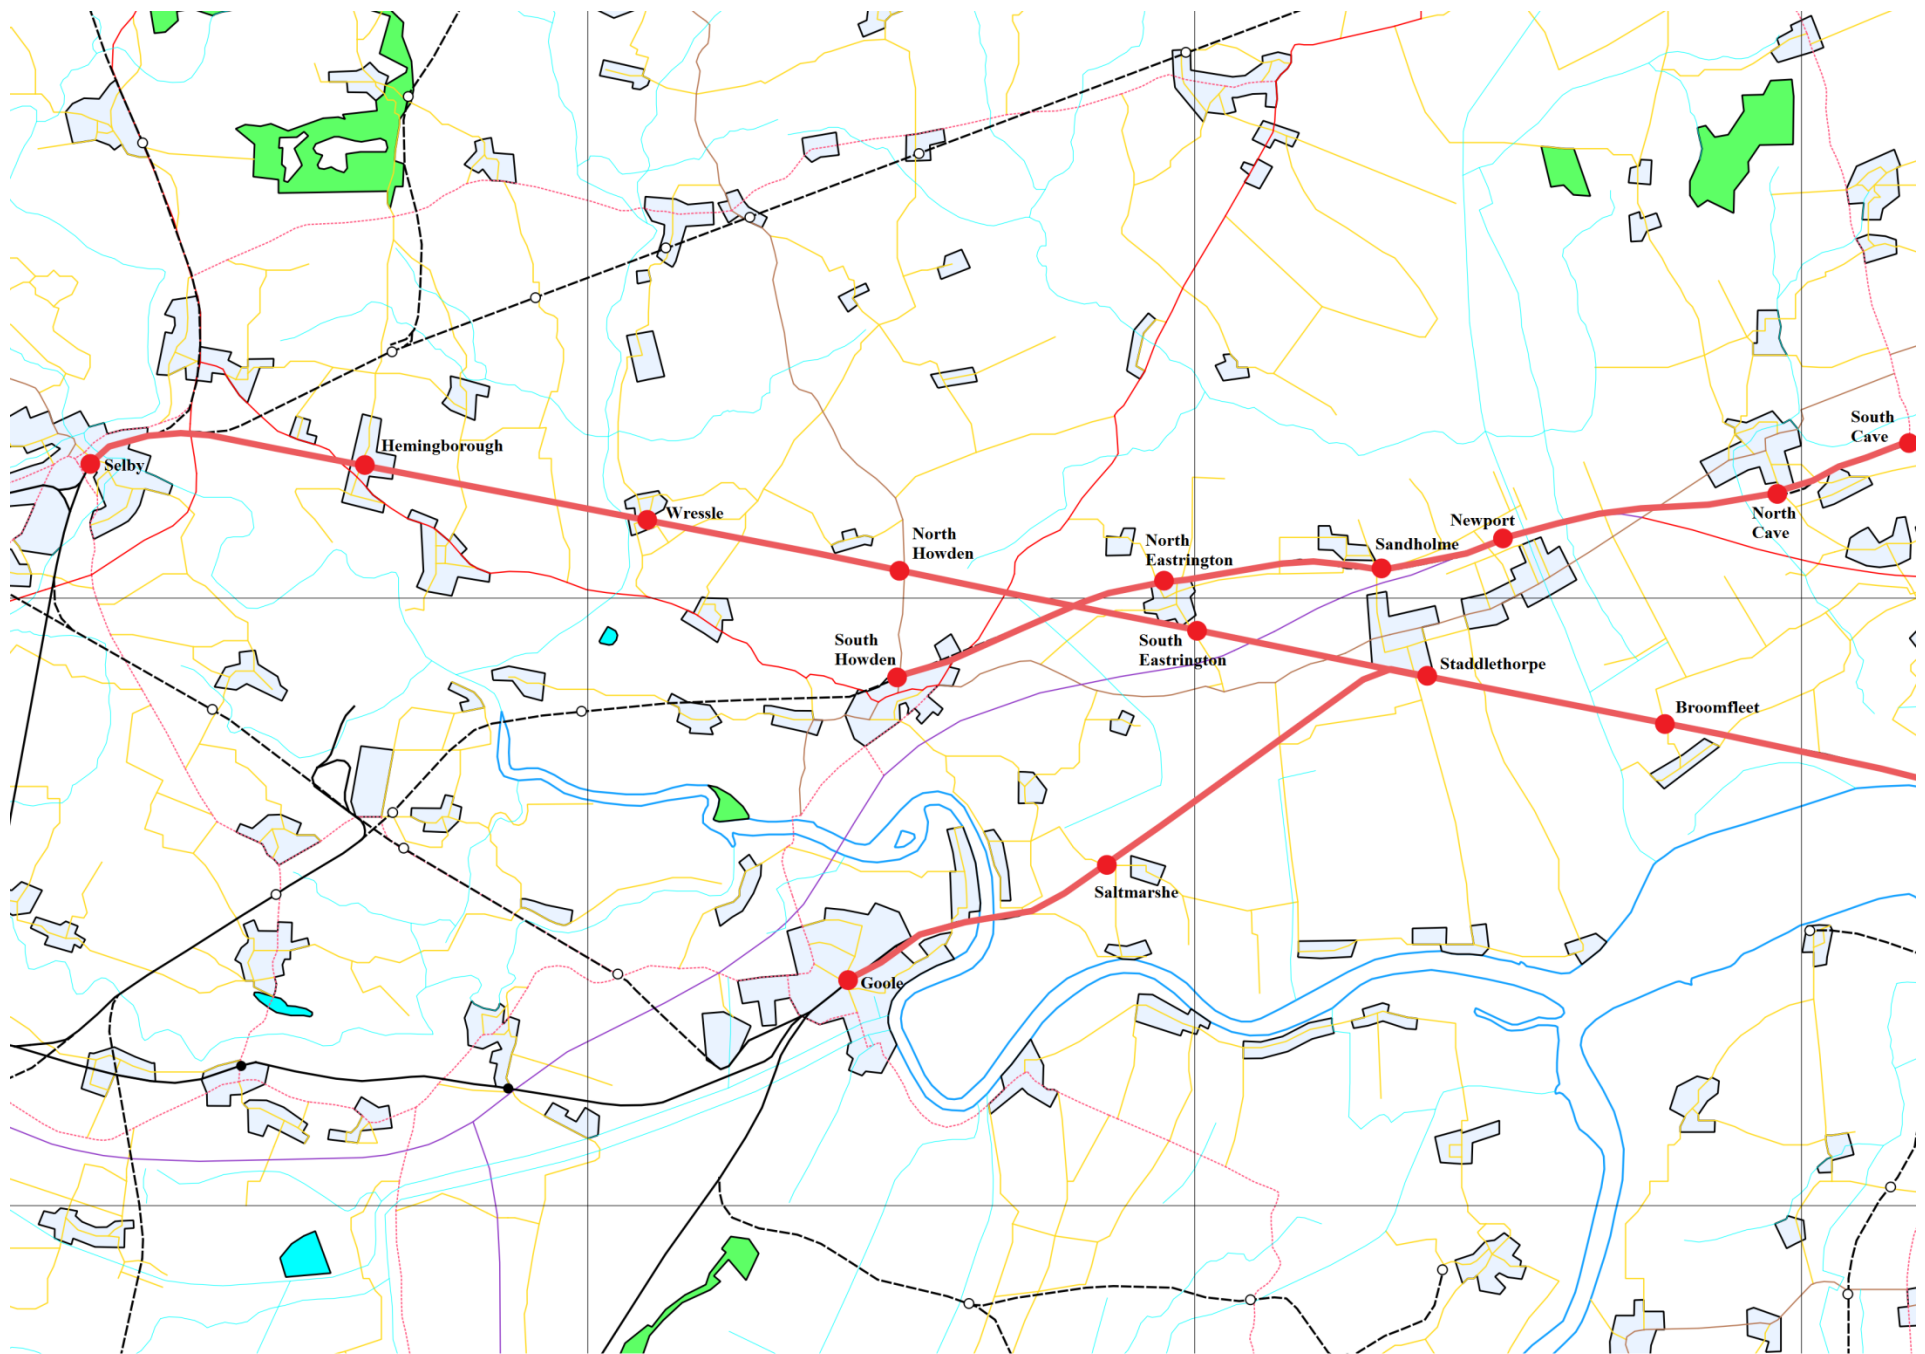 South
Cave
Hemingborough
Selby
Wressle
North
Cave
Newport
North
Howden
North
Eastrington
Sandholme
South
Howden
South
Eastrington
Staddlethorpe
Broomfleet
Saltmarshe
Goole